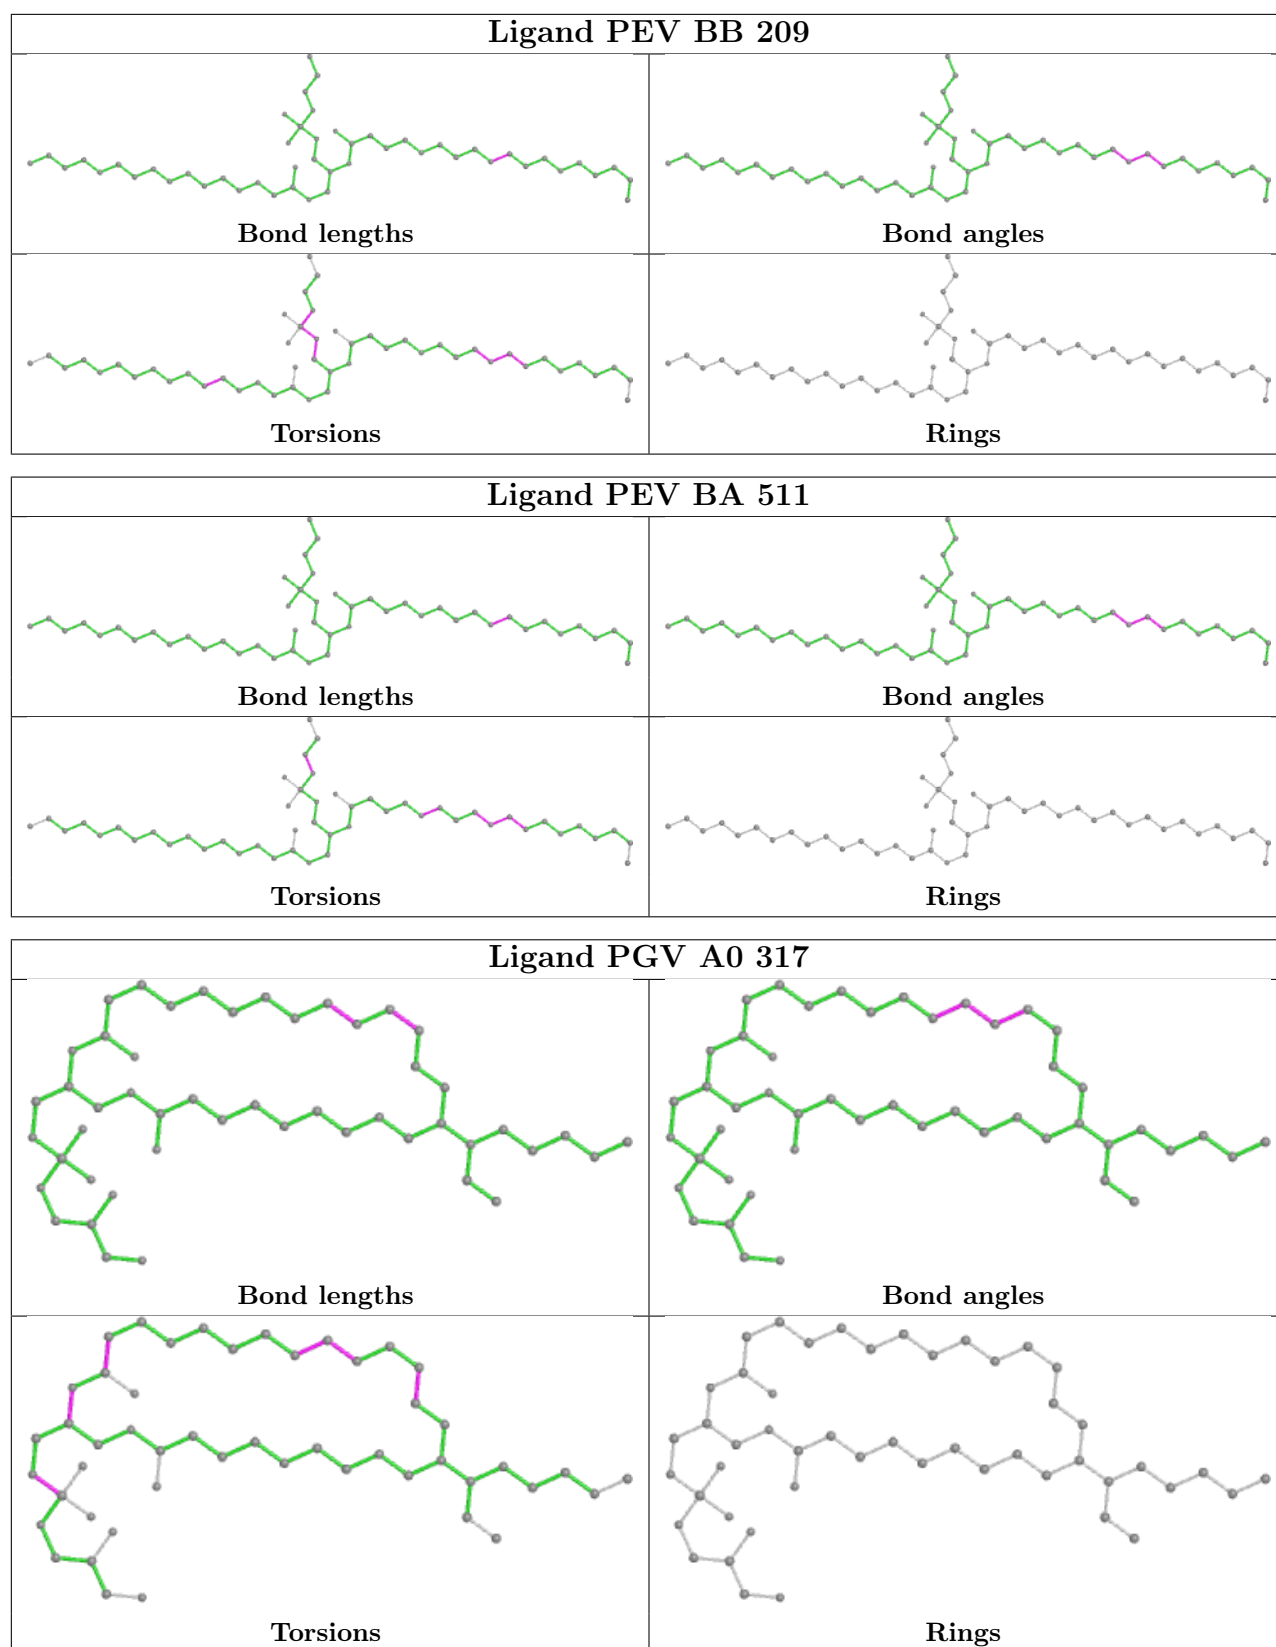 Ligand PEV BB 209
Bond lengths
Bond angles
Torsions
Rings
Ligand PEV BA 511
Bond lengths
Bond angles
Torsions
Rings
Ligand PGV A0 317
Bond lengths
Bond angles
Torsions
Rings